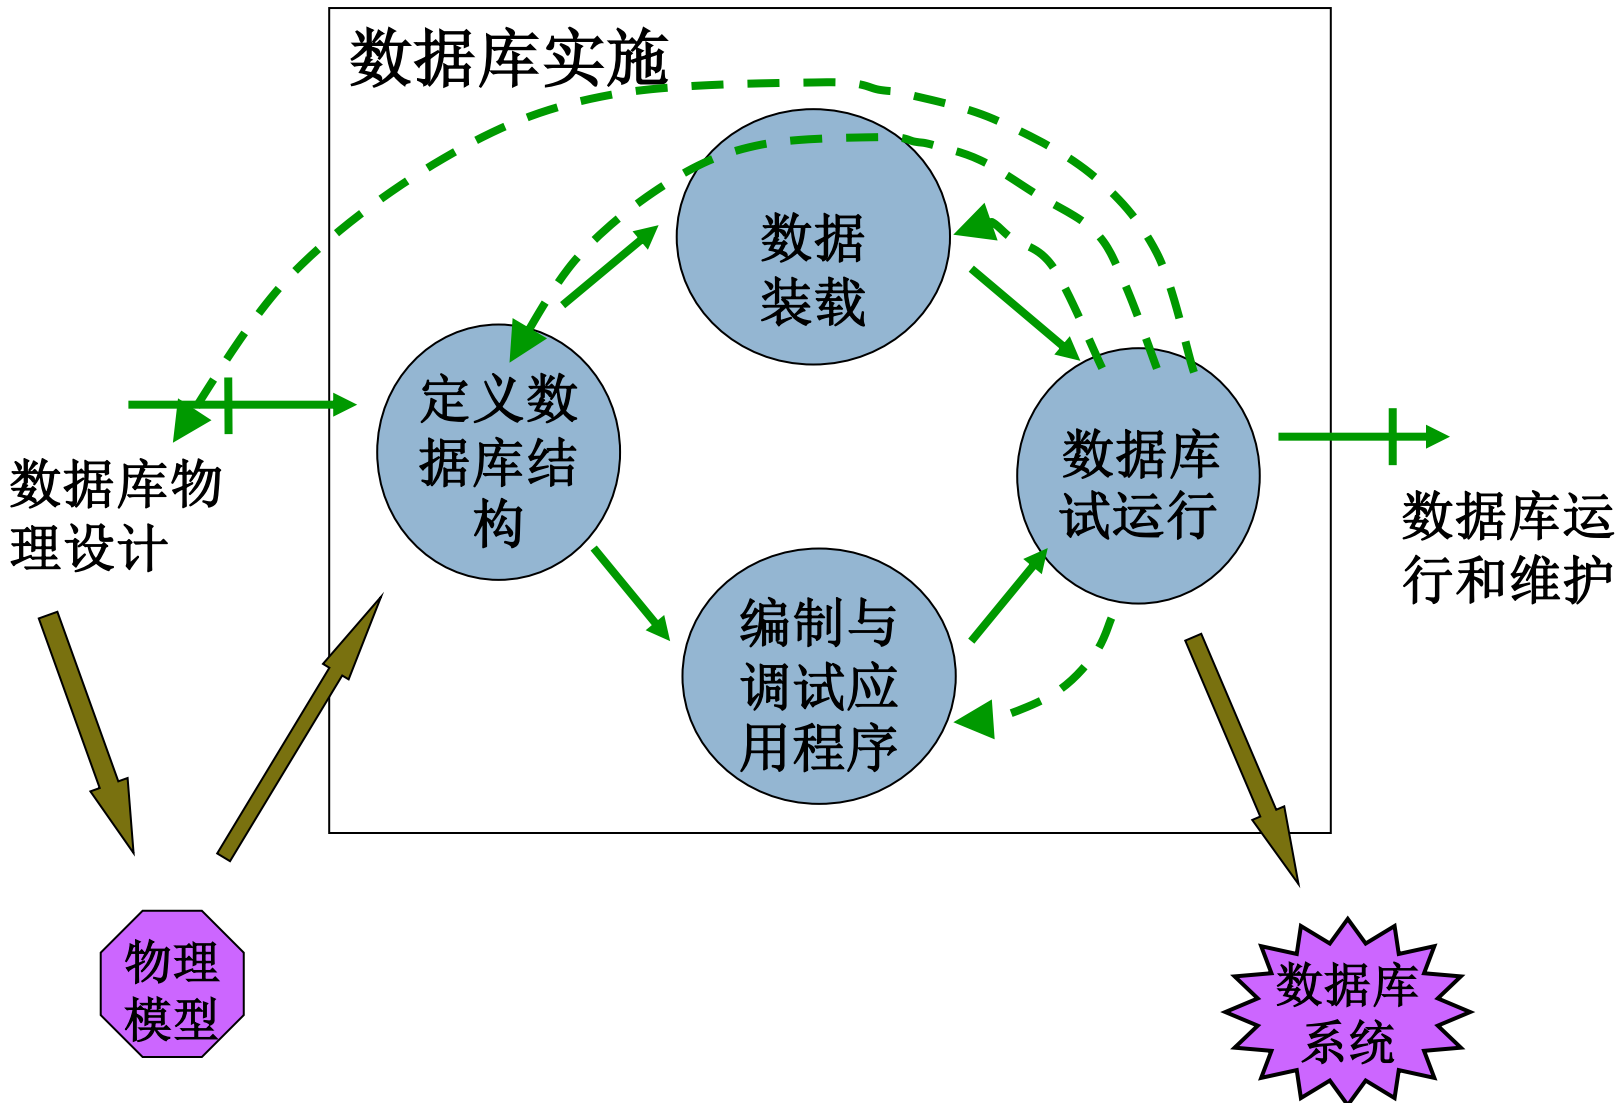 数据库实施
数据
装载
定义数
据库结
构
数据库
试运行
数据库物
理设计
数据库运
行和维护
编制与
调试应
用程序
物理
模型
数据库
系统